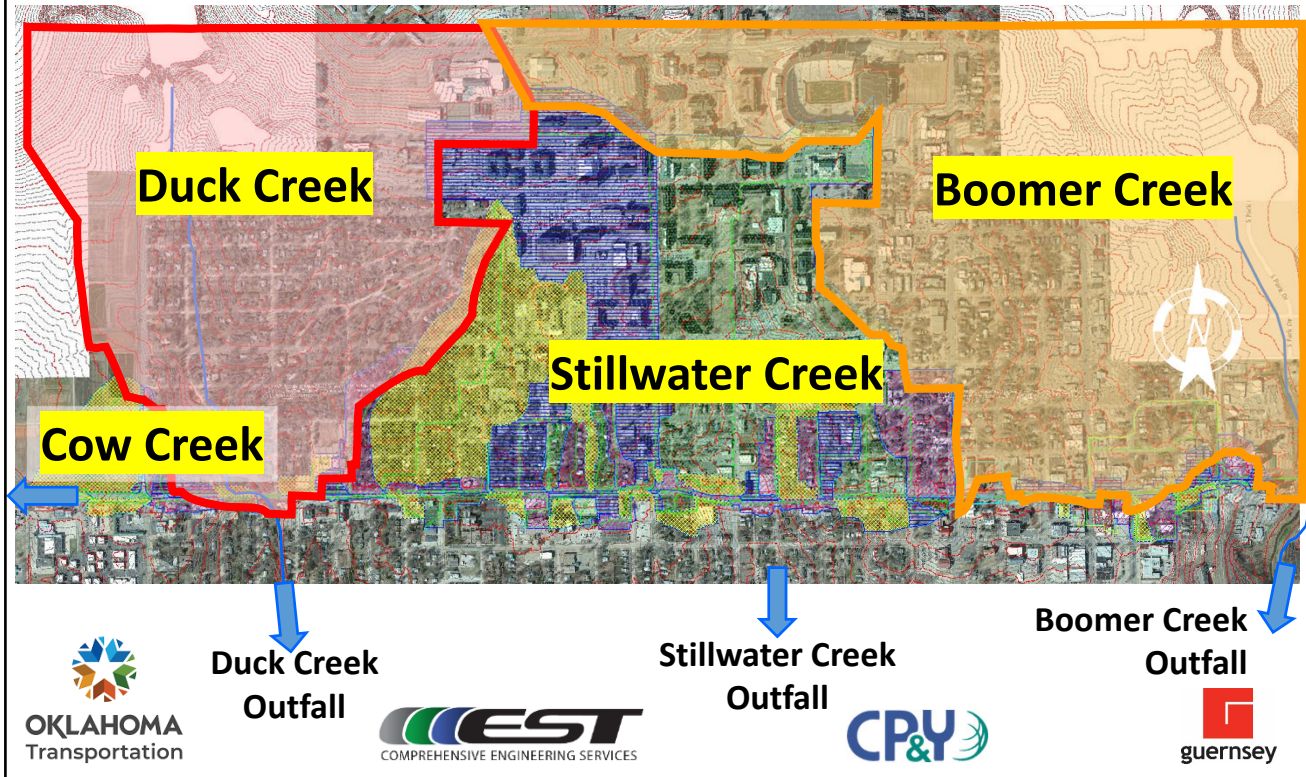 Duck Creek
Boomer Creek
N
Stillwater Creek
Cow Creek
Duck Creek
Outfall
Stillwater Creek
Outfall
Boomer Creek
Outfall
OKLAHOMA
Transportation
EST
COMPREHENSIVE ENGINEERING SERVICES
CP&Y
guernsey